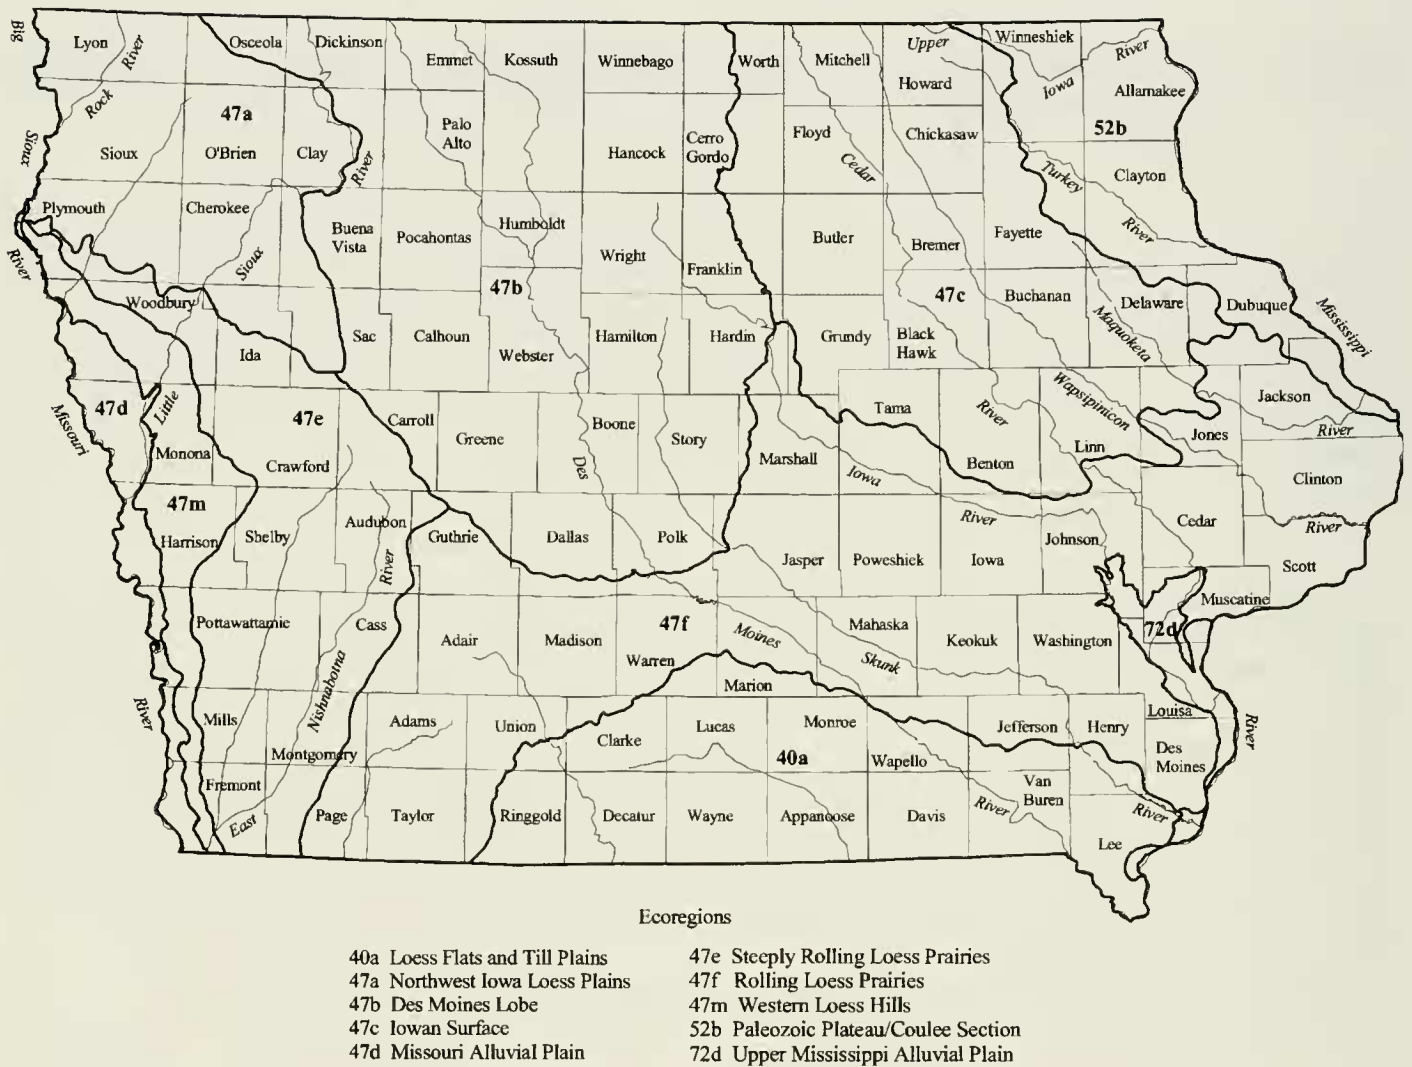 Big
Lyon
River
Osceola
Dickinson
Emmet
Kossuth
Winnebago
Worth
Mitchell
Upper
Howard
Winneshiek
River
Iowa
Allamakee
Rock
47a
Palo
Alto
Cerro
Gordo
Floyd
Chickasaw
52b
Sioux
Sioux
O'Brien
Clay
River
Hancock
Cedar
Turkey
Clayton
Plymouth
Cherokee
Buena
Vista
Pocahontas
Humboldt
Wright
Franklin
Butler
Bremer
Fayette
River
River
Sioux
47b
47c
Buchanan
Delaware
Dubuque
Mississippi
Woodbury
Ida
Sac
Calhoun
Webster
Hamilton
Hardin
Grundy
Black
Hawk
Maquoketa
47d
Little
Missouri
47e
Carroll
Greene
Boone
Story
Tama
River
Wapsipinicon
Jackson
River
Monona
Crawford
Des
Marshall
Iowa
Benton
Linn
Jones
Clinton
47m
Harrison
Shelby
Audubon
River
Guthrie
Dallas
Polk
Jasper
Poweshiek
River
Iowa
Johnson
Cedar
River
Scott
Muscatine
Pottawattamie
Cass
Adair
Madison
47f
Warren
Moines
Mahaska
Skunk
Keokuk
Washington
72d
Nishnabotna
Marion
River
Mills
Montgomery
Adams
Union
Clarke
Lucas
Monroe
40a
Wapello
Jefferson
Henry
Louisa
River
Des
Moines
Fremont
East
Page
Taylor
Ringgold
Decatur
Wayne
Appanoose
Davis
River
Van
Buren
River
Lee
Ecoregions
40a Loess Flats and Till Plains
47a Northwest Iowa Loess Plains
47b Des Moines Lobe
47c Iowan Surface
47d Missouri Alluvial Plain
47e Steeply Rolling Loess Prairies
47f Rolling Loess Prairies
47m Western Loess Hills
52b Paleozoic Plateau/Coulee Section
72d Upper Mississippi Alluvial Plain